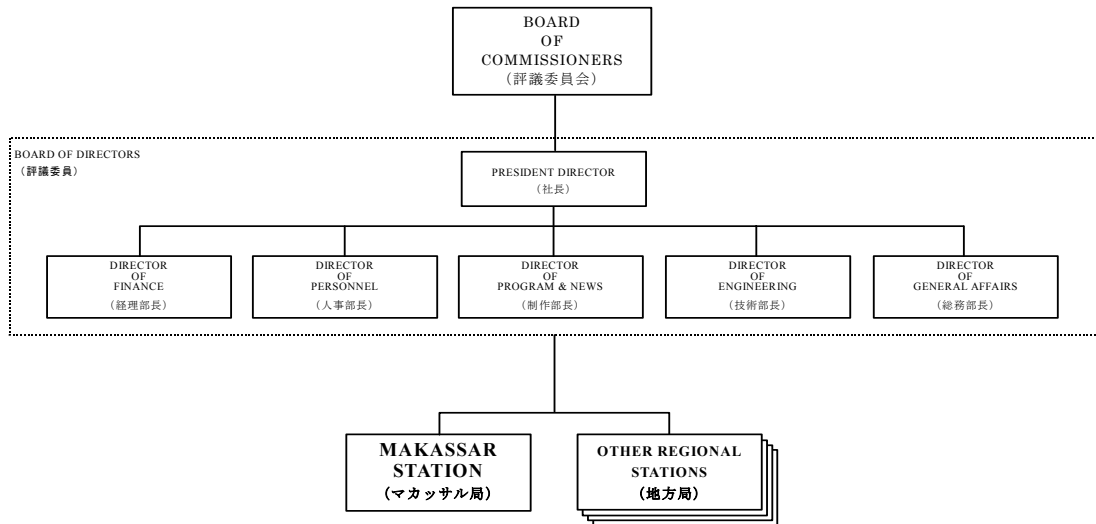 BOARD
OF
COMMISSIONERS
（評議委員会）
BOARD OF DIRECTORS
（評議委員）
PRESIDENT DIRECTOR
（社長）
DIRECTOR
OF
FINANCE
（経理部長）
DIRECTOR
OF
PERSONNEL
（人事部長）
DIRECTOR
OF
PROGRAM & NEWS
（制作部長）
DIRECTOR
OF
ENGINEERING
（技術部長）
DIRECTOR
OF
GENERAL AFFAIRS
（総務部長）
MAKASSAR
STATION
（マカッサル局）
OTHER REGIONAL
STATIONS
（地方局）